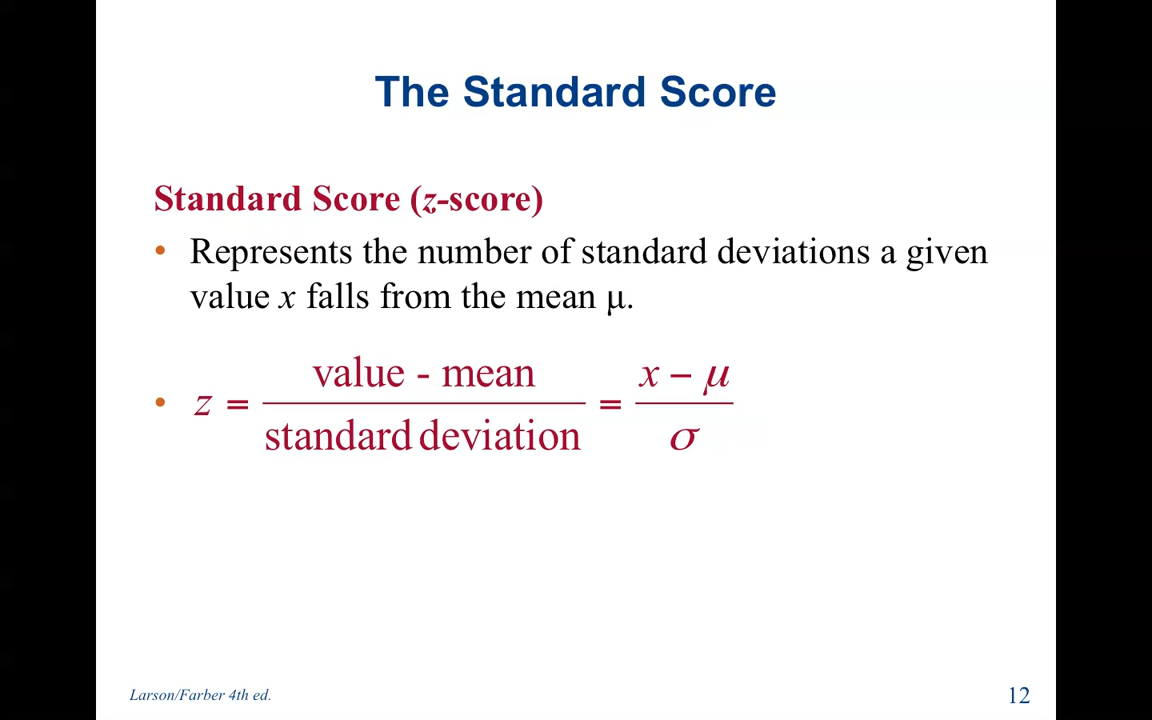 The Standard Score
Standard Score (z-score)
• Represents the number of standard deviations a given
value x falls from the mean μ.
• z = value - mean / standard deviation = x − μ / σ
Larson/Farber 4th ed.
12